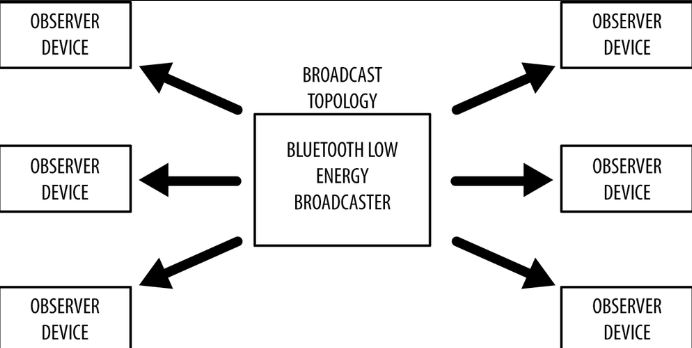 OBSERVER
DEVICE
OBSERVER
DEVICE
BROADCAST
TOPOLOGY
BLUETOOTH LOW
ENERGY
BROADCASTER
OBSERVER
DEVICE
OBSERVER
DEVICE
OBSERVER
DEVICE
OBSERVER
DEVICE